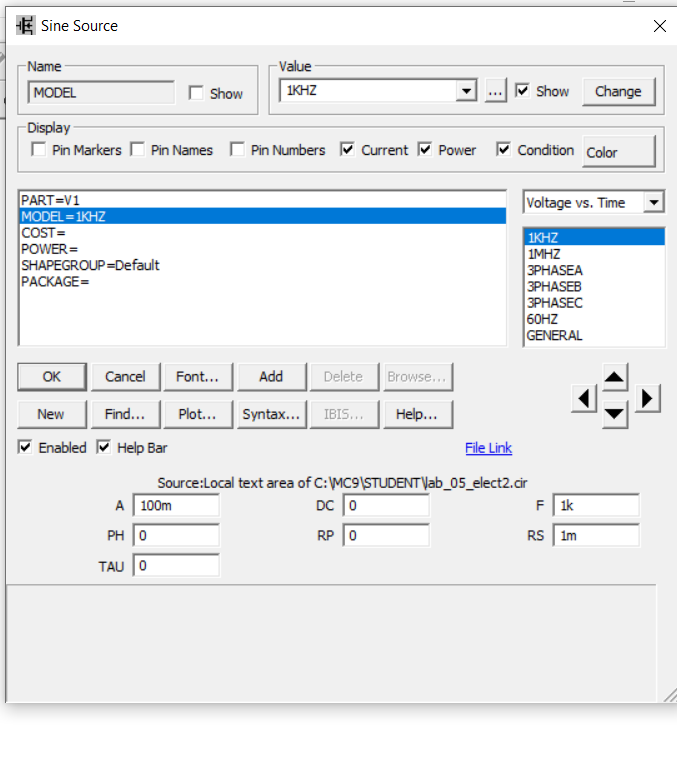 Sine Source
Name
Value
MODEL Show 1KHZ ... Show Change
Display
Pin Markers Pin Names Pin Numbers Current Power Condition Color
PART=V1
MODEL=1KHZ
COST=
POWER=
SHAPEGROUP=Default
PACKAGE=
Voltage vs. Time
1KHZ
1MHZ
3PHASEA
3PHASEB
3PHASEC
60HZ
GENERAL
OK Cancel Font... Add Delete Browse...
New Find... Plot... Syntax... IBIS... Help...
Enabled Help Bar File Link
Source:Local text area of C:\MC9\STUDENT\lab_05_elect2.cir
A 100m DC 0 F 1k
PH 0 RP 0 RS 1m
TAU 0